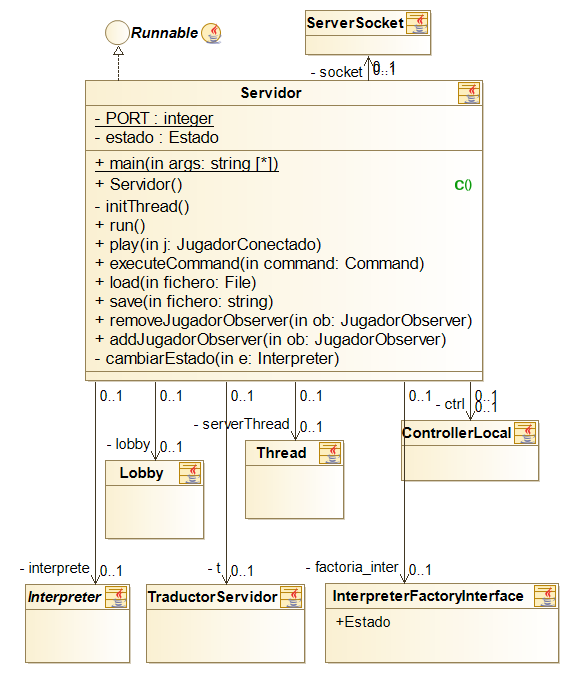 Runnable
ServerSocket
- socket
0..1
0..1
Servidor
- PORT : integer
- estado : Estado
+ main(in args: string [*])
+ Servidor()
C()
- initThread()
+ run()
+ play(in j: JugadorConectado)
+ executeCommand(in command: Command)
+ load(in fichero: File)
+ save(in fichero: string)
+ removeJugadorObserver(in ob: JugadorObserver)
+ addJugadorObserver(in ob: JugadorObserver)
- cambiarEstado(in e: Interpreter)
0..1
0..1
0..1
0..1
0..1
0..1
- ctrl
0..1
- serverThread
0..1
- lobby
0..1
ControllerLocal
Thread
Lobby
- interprete
0..1
- t
0..1
- factoria_inter
0..1
Interpreter
TraductorServidor
InterpreterFactoryInterface
+Estado